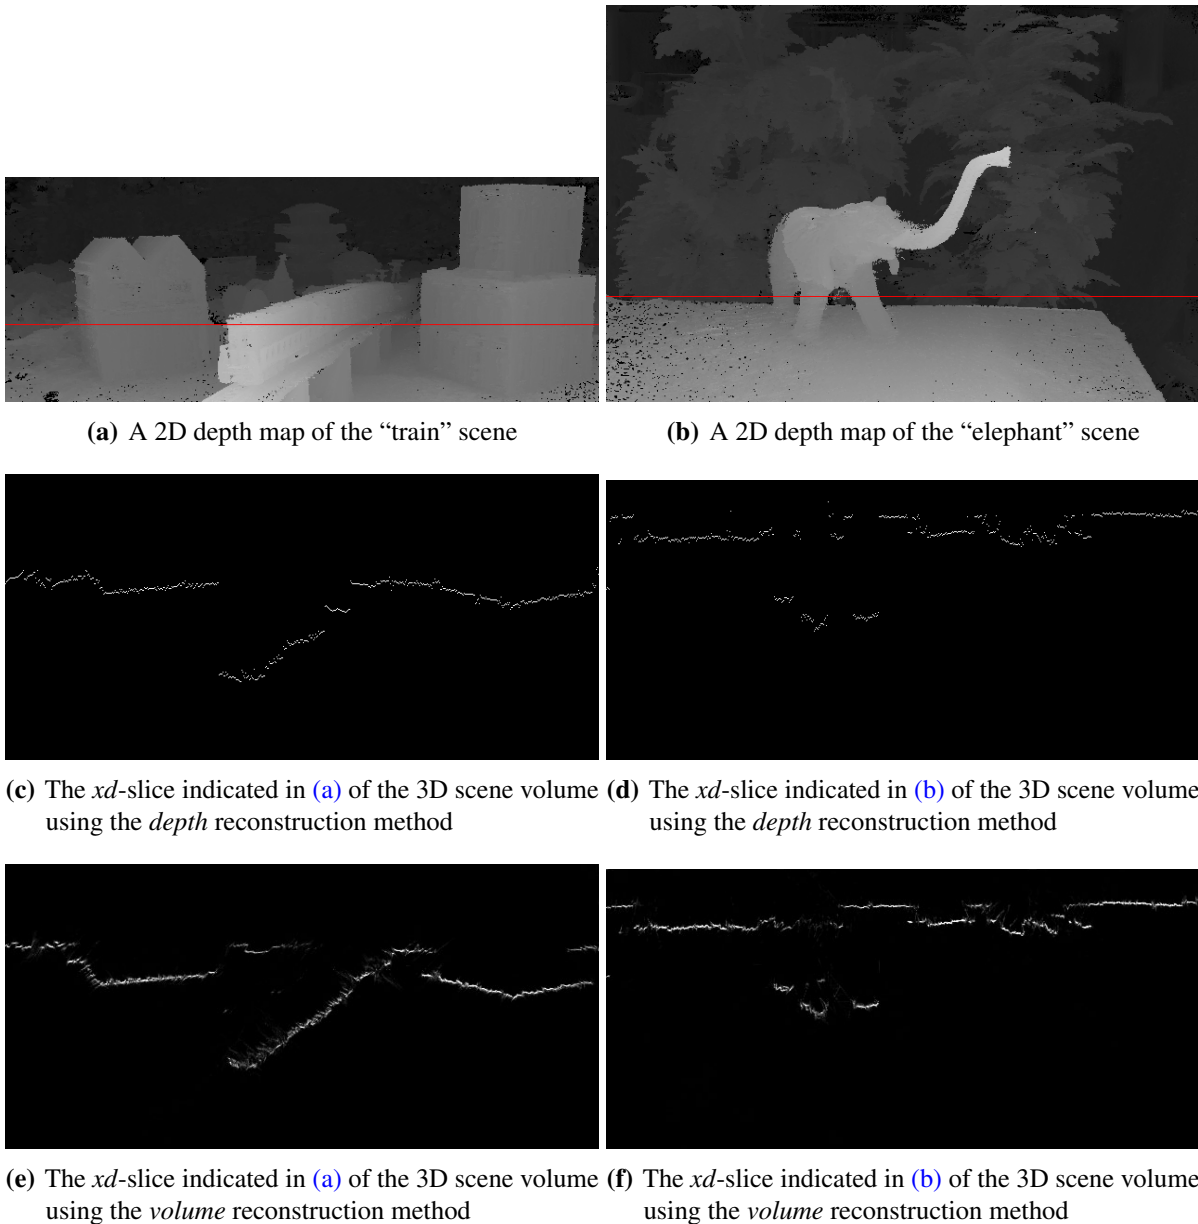 (a) A 2D depth map of the “train” scene
(b) A 2D depth map of the “elephant” scene
(c) The xd-slice indicated in (a) of the 3D scene volume
using the depth reconstruction method
(d) The xd-slice indicated in (b) of the 3D scene volume
using the depth reconstruction method
(e) The xd-slice indicated in (a) of the 3D scene volume
using the volume reconstruction method
(f) The xd-slice indicated in (b) of the 3D scene volume
using the volume reconstruction method